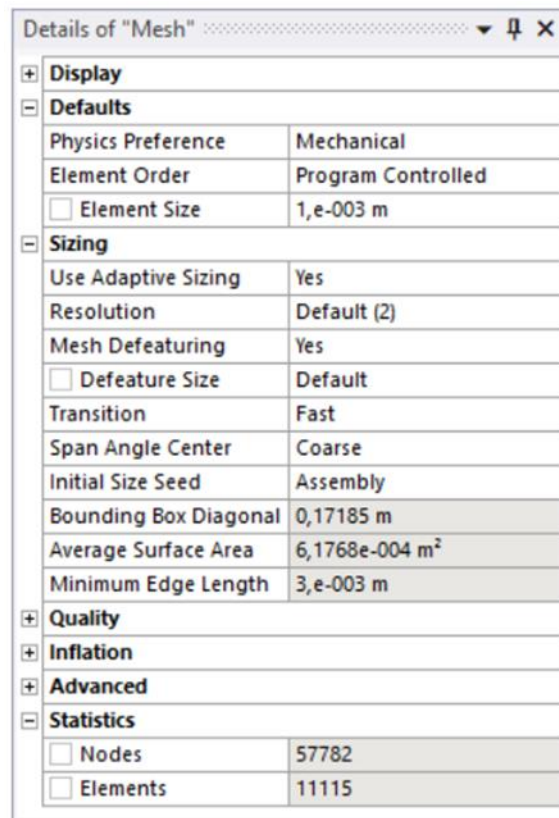 Details of "Mesh"
Display
Defaults
Physics Preference Mechanical
Element Order Program Controlled
Element Size 1,e-003 m
Sizing
Use Adaptive Sizing Yes
Resolution Default (2)
Mesh Defeaturing Yes
Defeature Size Default
Transition Fast
Span Angle Center Coarse
Initial Size Seed Assembly
Bounding Box Diagonal 0,17185 m
Average Surface Area 6,1768e-004 m²
Minimum Edge Length 3,e-003 m
Quality
Inflation
Advanced
Statistics
Nodes 57782
Elements 11115